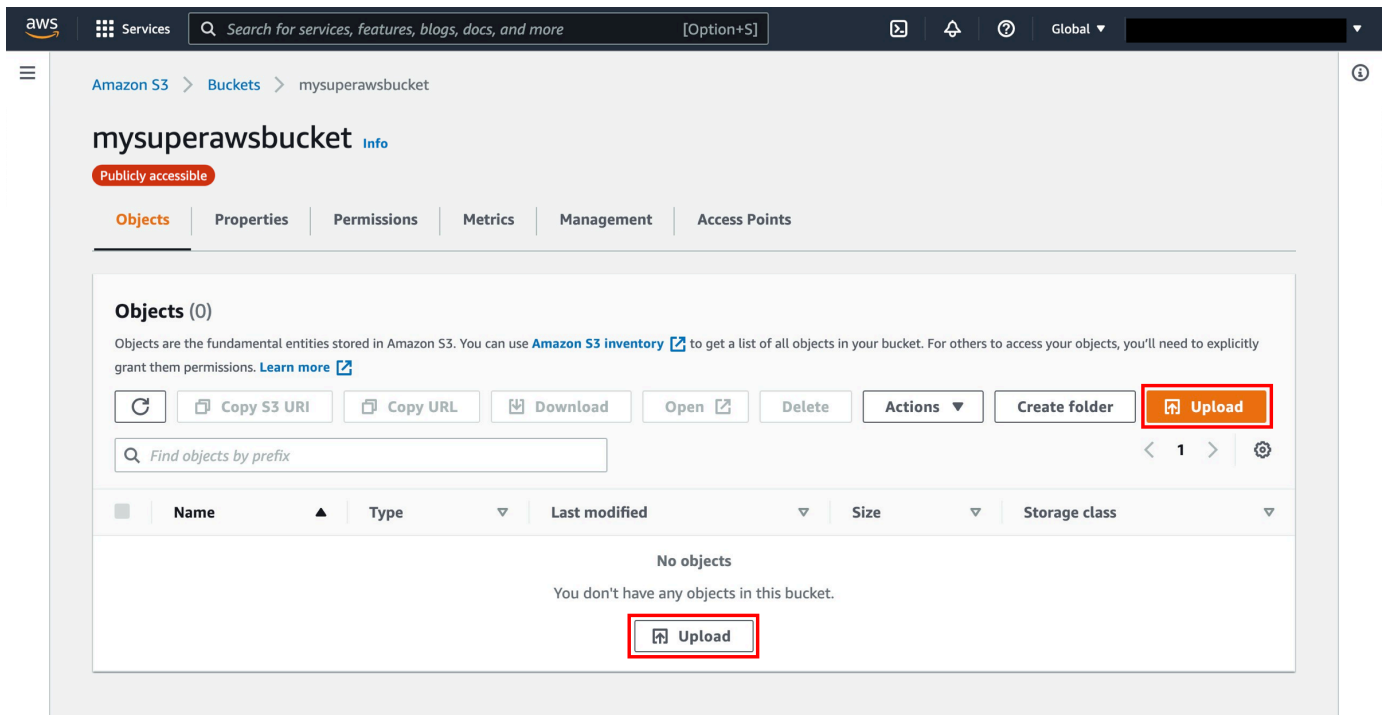 aws Services Search for services, features, blogs, docs, and more [Option+S] Global
Amazon S3 > Buckets > mysuperawsbucket
mysuperawsbucket Info
Publicly accessible
Objects Properties Permissions Metrics Management Access Points
Objects (0)
Objects are the fundamental entities stored in Amazon S3. You can use Amazon S3 inventory to get a list of all objects in your bucket. For others to access your objects, you'll need to explicitly
grant them permissions. Learn more
Copy S3 URI Copy URL Download Open Delete Actions Create folder Upload
Find objects by prefix < 1 >
Name Type Last modified Size Storage class
No objects
You don't have any objects in this bucket.
Upload